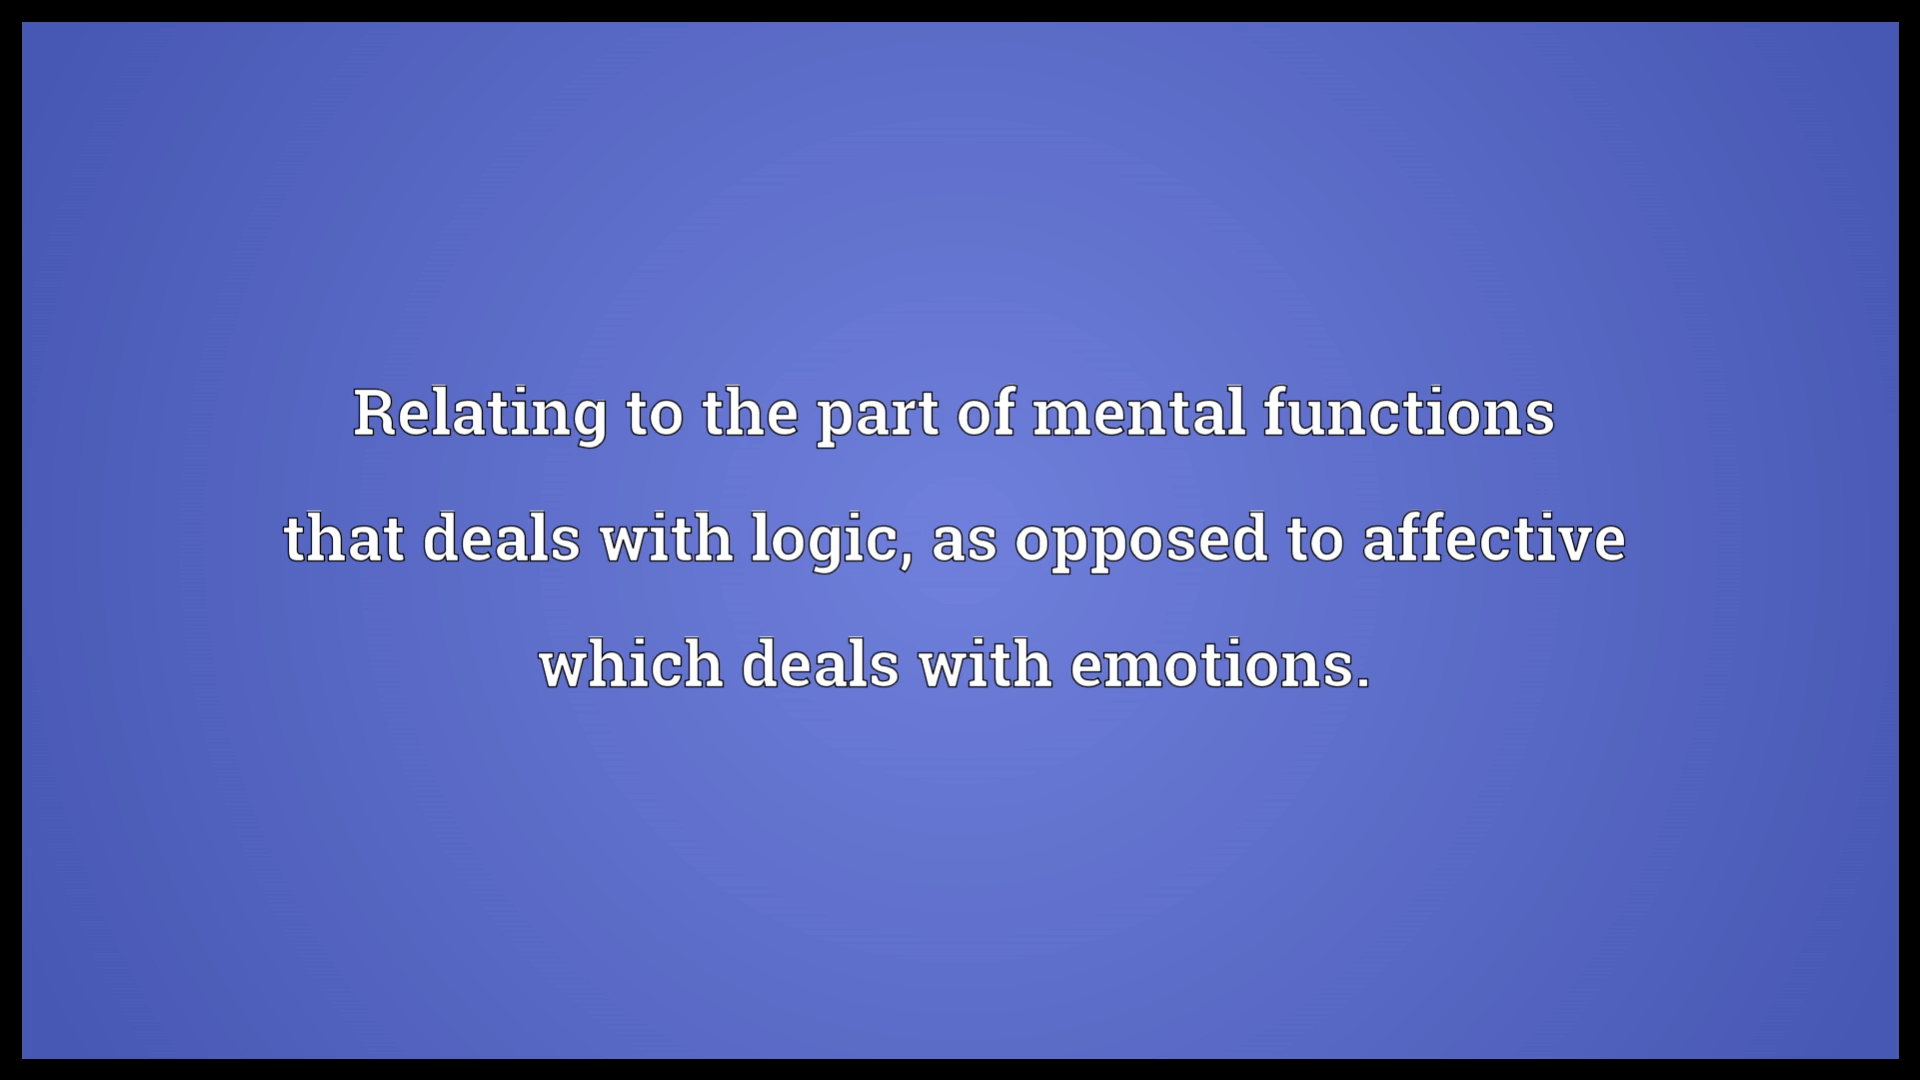 Relating to the part of mental functions
that deals with logic, as opposed to affective
which deals with emotions.